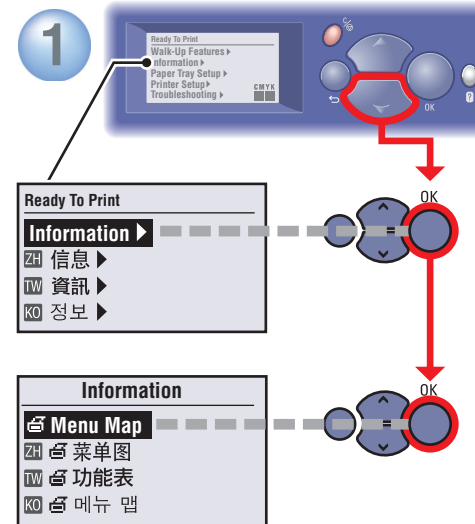 1
Ready To Print
Walk-Up Features
nformation
Paper Tray Setup
Printer Setup
Troubleshooting
CMYK
OK
?
OK
Ready To Print
Information
ZH 信息
TW 資訊
KO 정보
OK
Information
Menu Map
ZH 菜单图
TW 功能表
KO 메뉴 맵